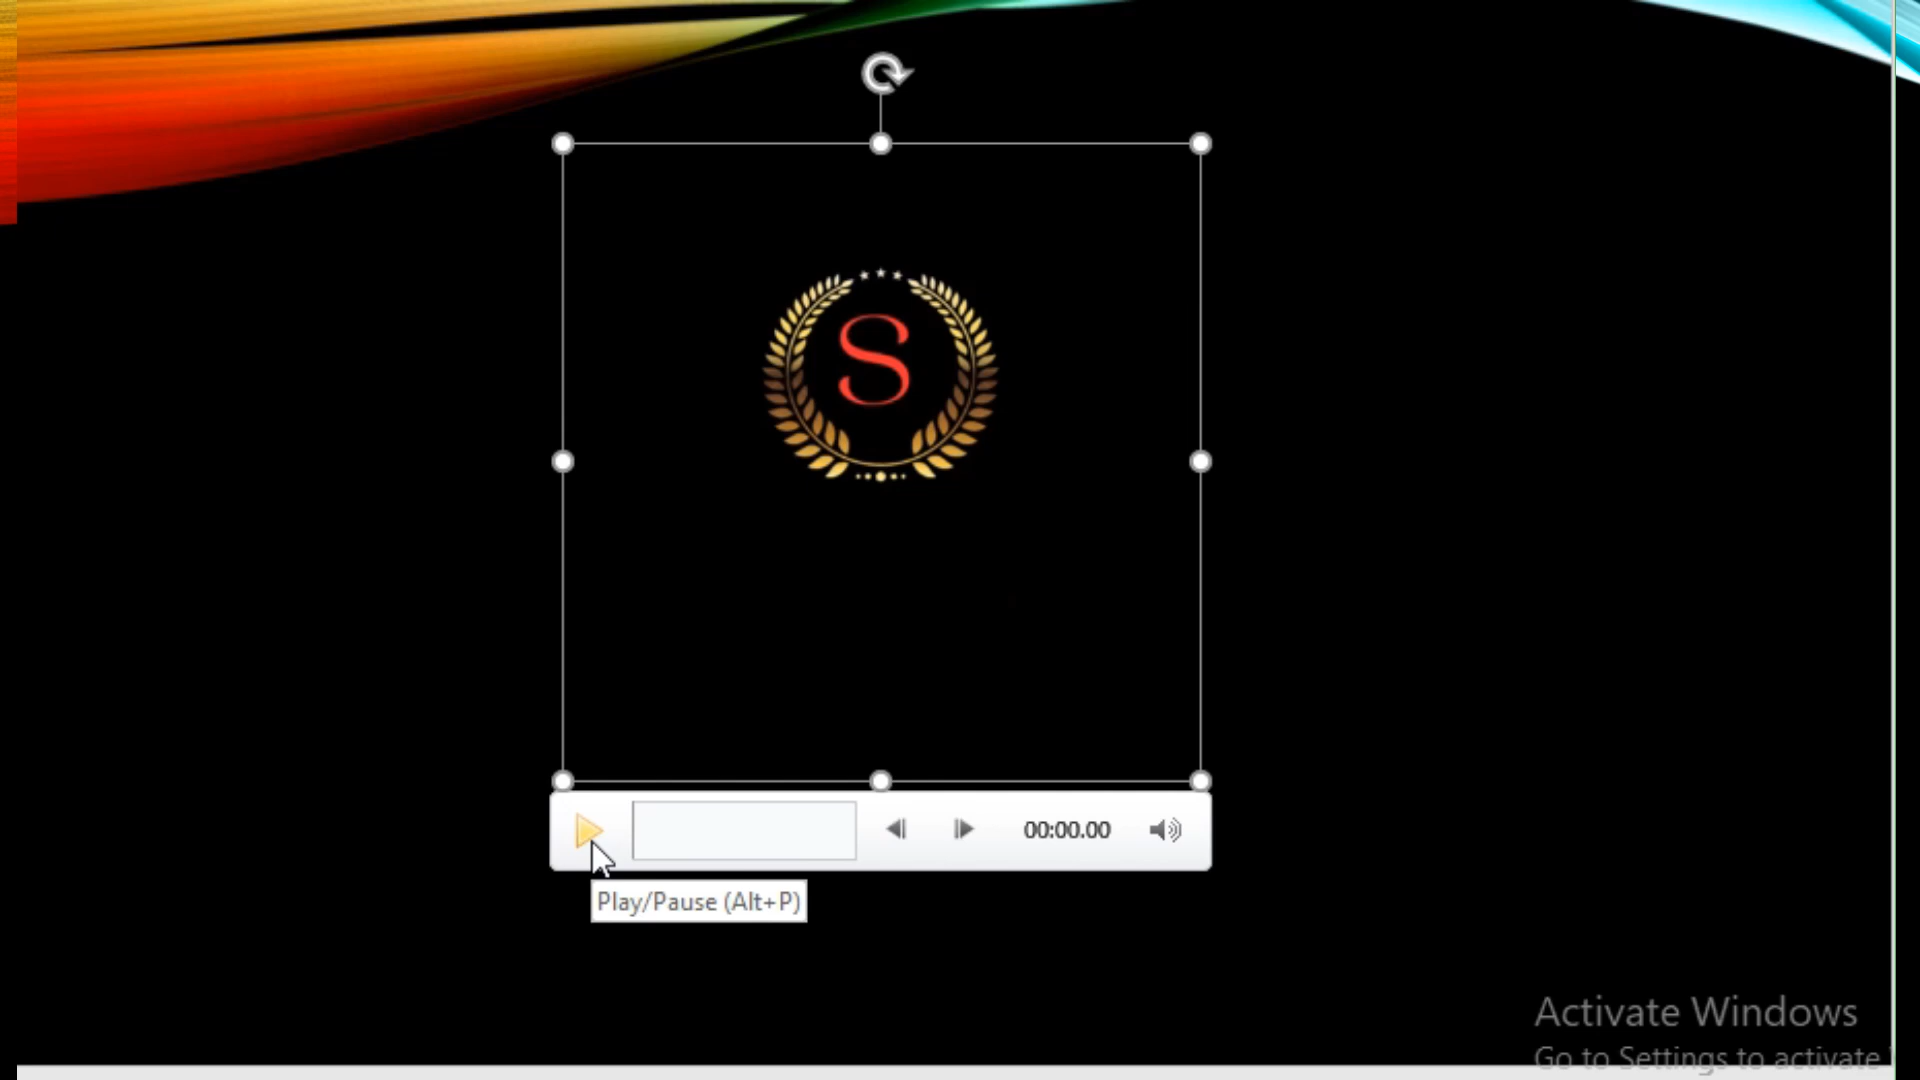 S
00:00.00
Play/Pause (Alt+P)
Activate Windows
Go to Settings to activate